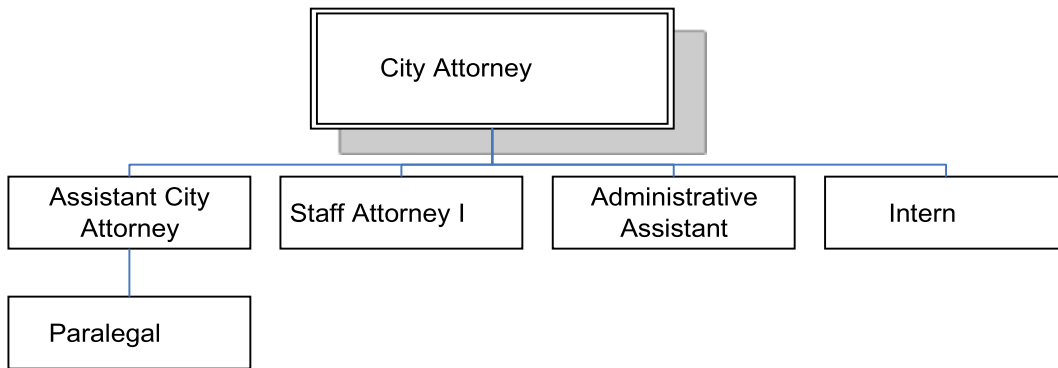 City Attorney
Assistant City
Attorney
Staff Attorney I
Administrative
Assistant
Intern
Paralegal